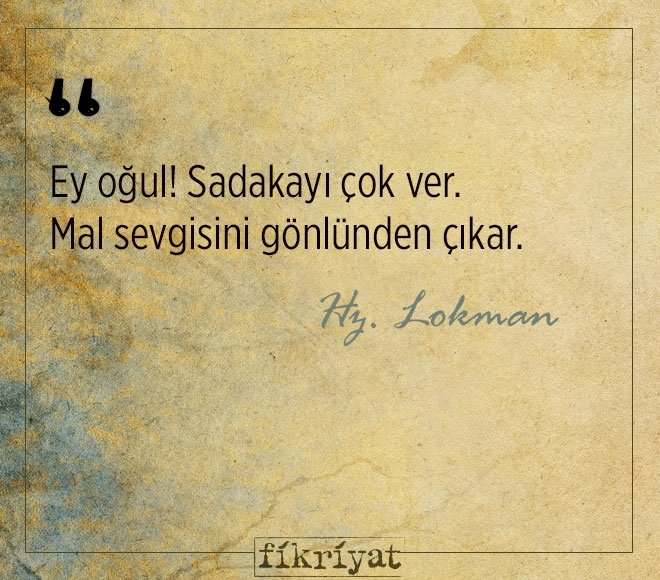 Ey oğul! Sadakayı çok ver.
Mal sevgisini gönlünden çıkar.
Hz. Lokman
fikriyat